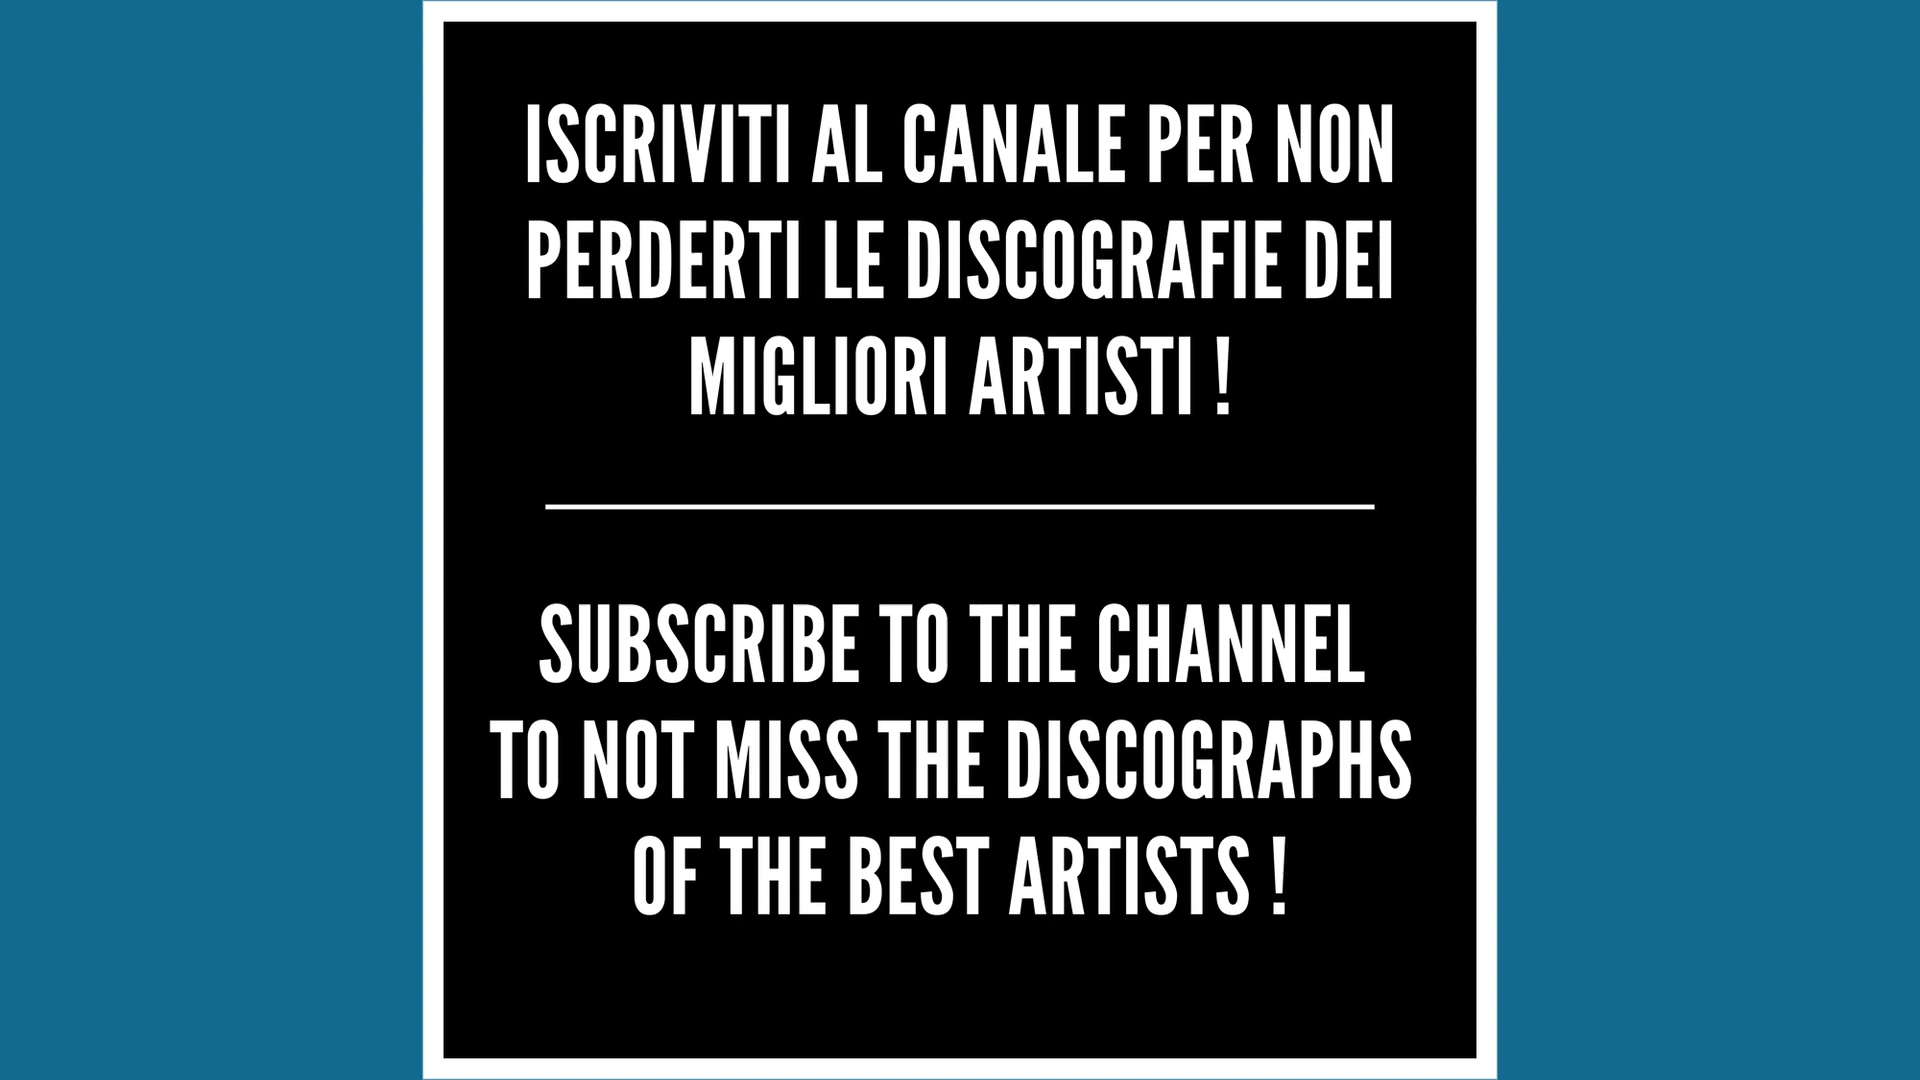 ISCRIVITI AL CANALE PER NON
PERDERTI LE DISCOGRAFIE DEI
MIGLIORI ARTISTI !
SUBSCRIBE TO THE CHANNEL
TO NOT MISS THE DISCOGRAPHS
OF THE BEST ARTISTS !